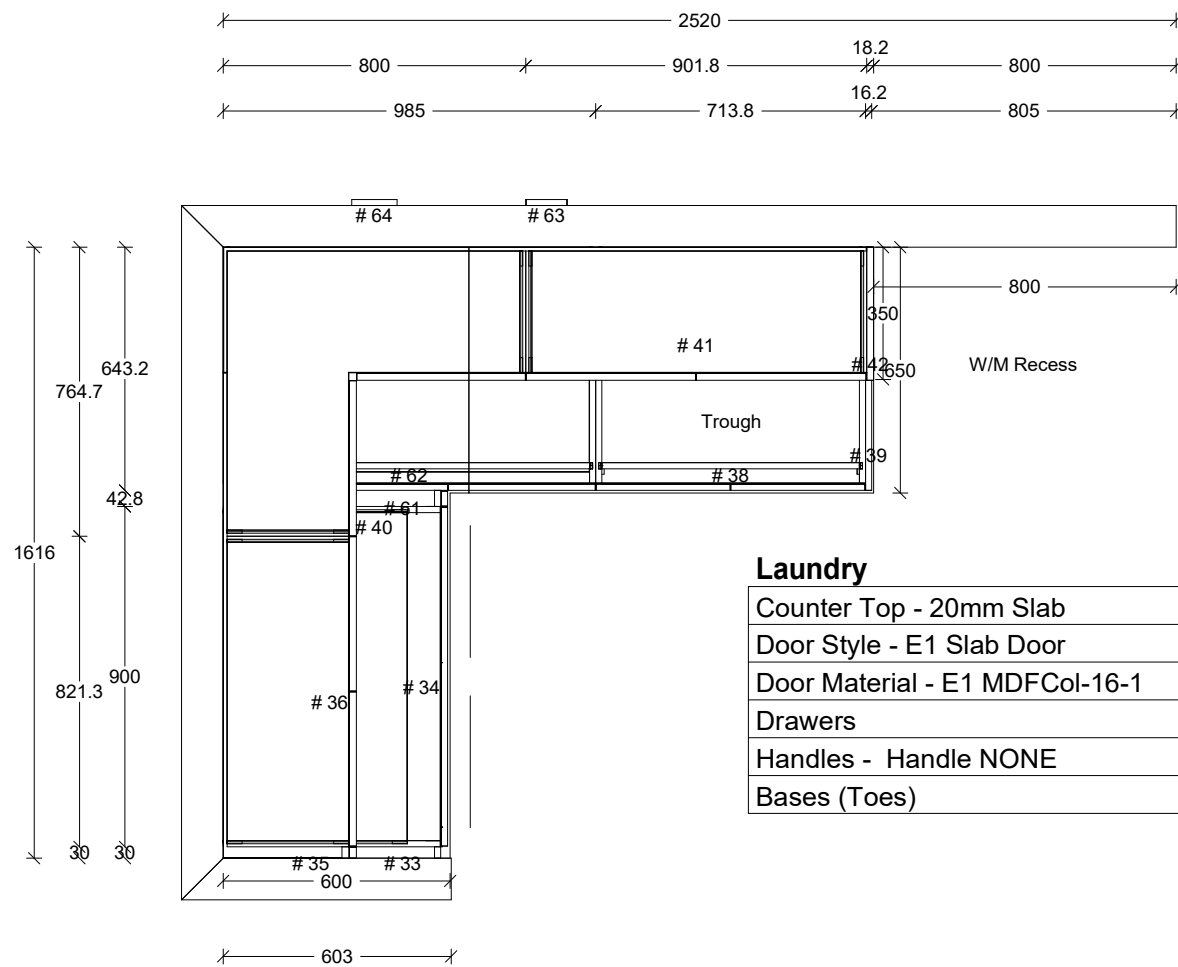 2520
18.2
800 901.8 800
16.2
985 713.8 805
# 64 # 63
800
350
643.2
# 41
# 42
650
W/M Recess
764.7
Trough
# 39
# 62 # 38
42.8
# 61
# 40
1616
Laundry
Counter Top - 20mm Slab
Door Style - E1 Slab Door
900
821.3
# 34
Door Material - E1 MDFCol-16-1
# 36
Drawers
Handles - Handle NONE
Bases (Toes)
30 30
# 35 # 33
600
603